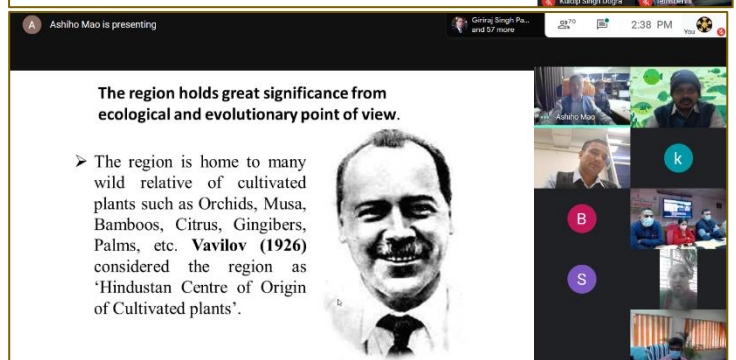 Kuldip Singh Dogra
A
Ashiho Mao is presenting
Giriraj Singh Pa...
and 57 more
70
2:38 PM
You
The region holds great significance from
ecological and evolutionary point of view.
➢ The region is home to many
wild relative of cultivated
plants such as Orchids, Musa,
Bamboos, Citrus, Gingibers,
Palms, etc. Vavilov (1926)
considered the region as
‘Hindustan Centre of Origin
of Cultivated plants’.
Ashiho Mao
k
B
S